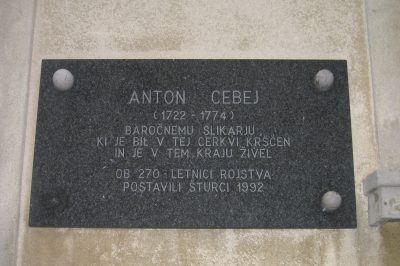 ANTON CEBEJ
(1722 - 1774)
BAROČNEMU SLIKARJU,
KI JE BIL V TEJ CERKVI KRŠČEN
IN JE V TEM KRAJU ŽIVEL
OB 270 LETNICI ROJSTVA
POSTAVILI ŠTURCI 1992